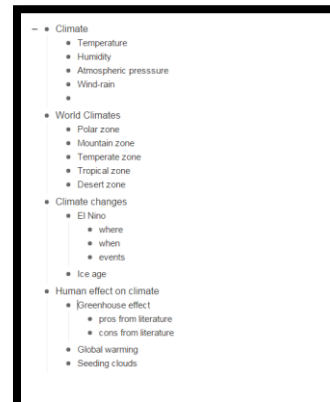 Climate
Temperature
Humidity
Atmospheric presssure
Wind-rain
World Climates
Polar zone
Mountain zone
Temperate zone
Tropical zone
Desert zone
Climate changes
El Nino
where
when
events
Ice age
Human effect on climate
Greenhouse effect
pros from literature
cons from literature
Global warming
Seeding clouds